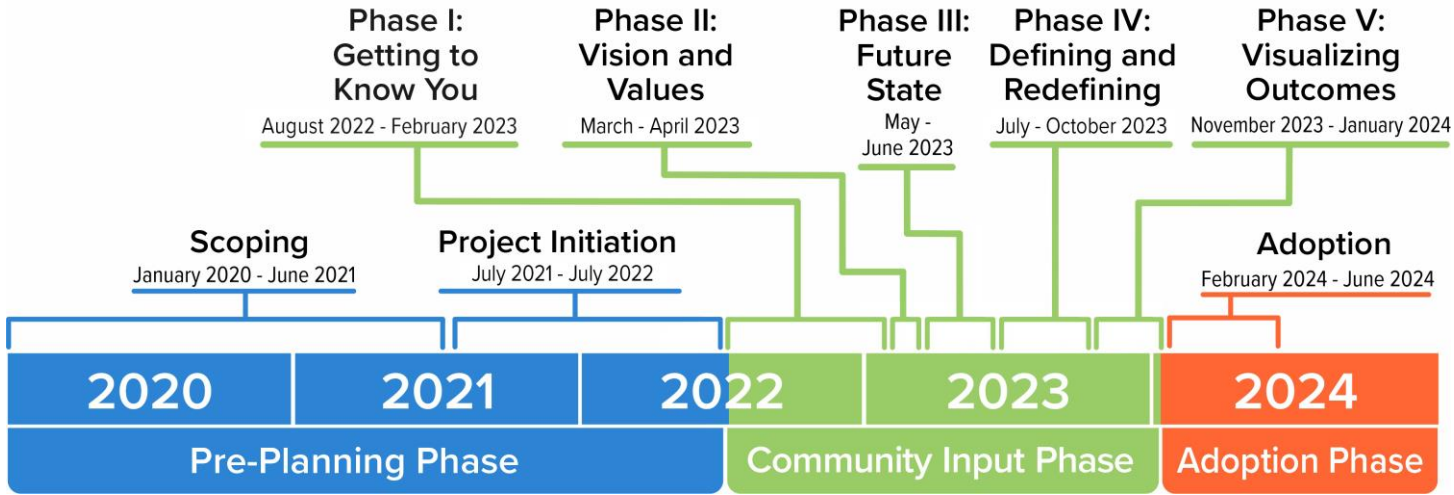 Phase I:
Getting to
Know You
August 2022 - February 2023
Phase II:
Vision and
Values
March - April 2023
Phase III:
Future
State
May -
June 2023
Phase IV:
Defining and
Redefining
July - October 2023
Phase V:
Visualizing
Outcomes
November 2023 - January 2024
Scoping
January 2020 - June 2021
Project Initiation
July 2021 - July 2022
Adoption
February 2024 - June 2024
2020
2021
2022
2023
2024
Pre-Planning Phase
Community Input Phase
Adoption Phase